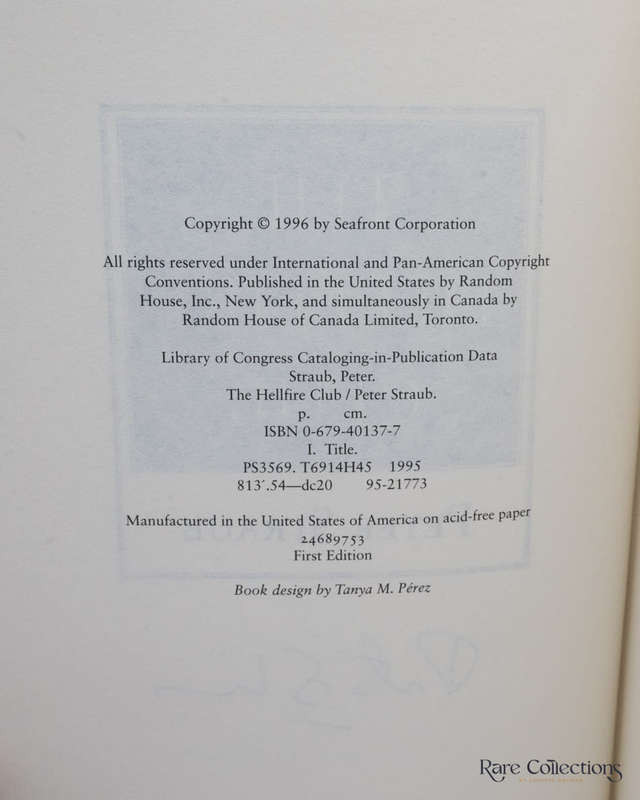 Copyright © 1996 by Seafront Corporation
All rights reserved under International and Pan-American Copyright
Conventions. Published in the United States by Random
House, Inc., New York, and simultaneously in Canada by
Random House of Canada Limited, Toronto.
Library of Congress Cataloging-in-Publication Data
Straub, Peter.
The Hellfire Club / Peter Straub.
p. cm.
ISBN 0-679-40137-7
I. Title.
PS3569. T6914H45 1995
813´.54—dc20 95-21773
Manufactured in the United States of America on acid-free paper
24689753
First Edition
Book design by Tanya M. Pérez
Rare Collections